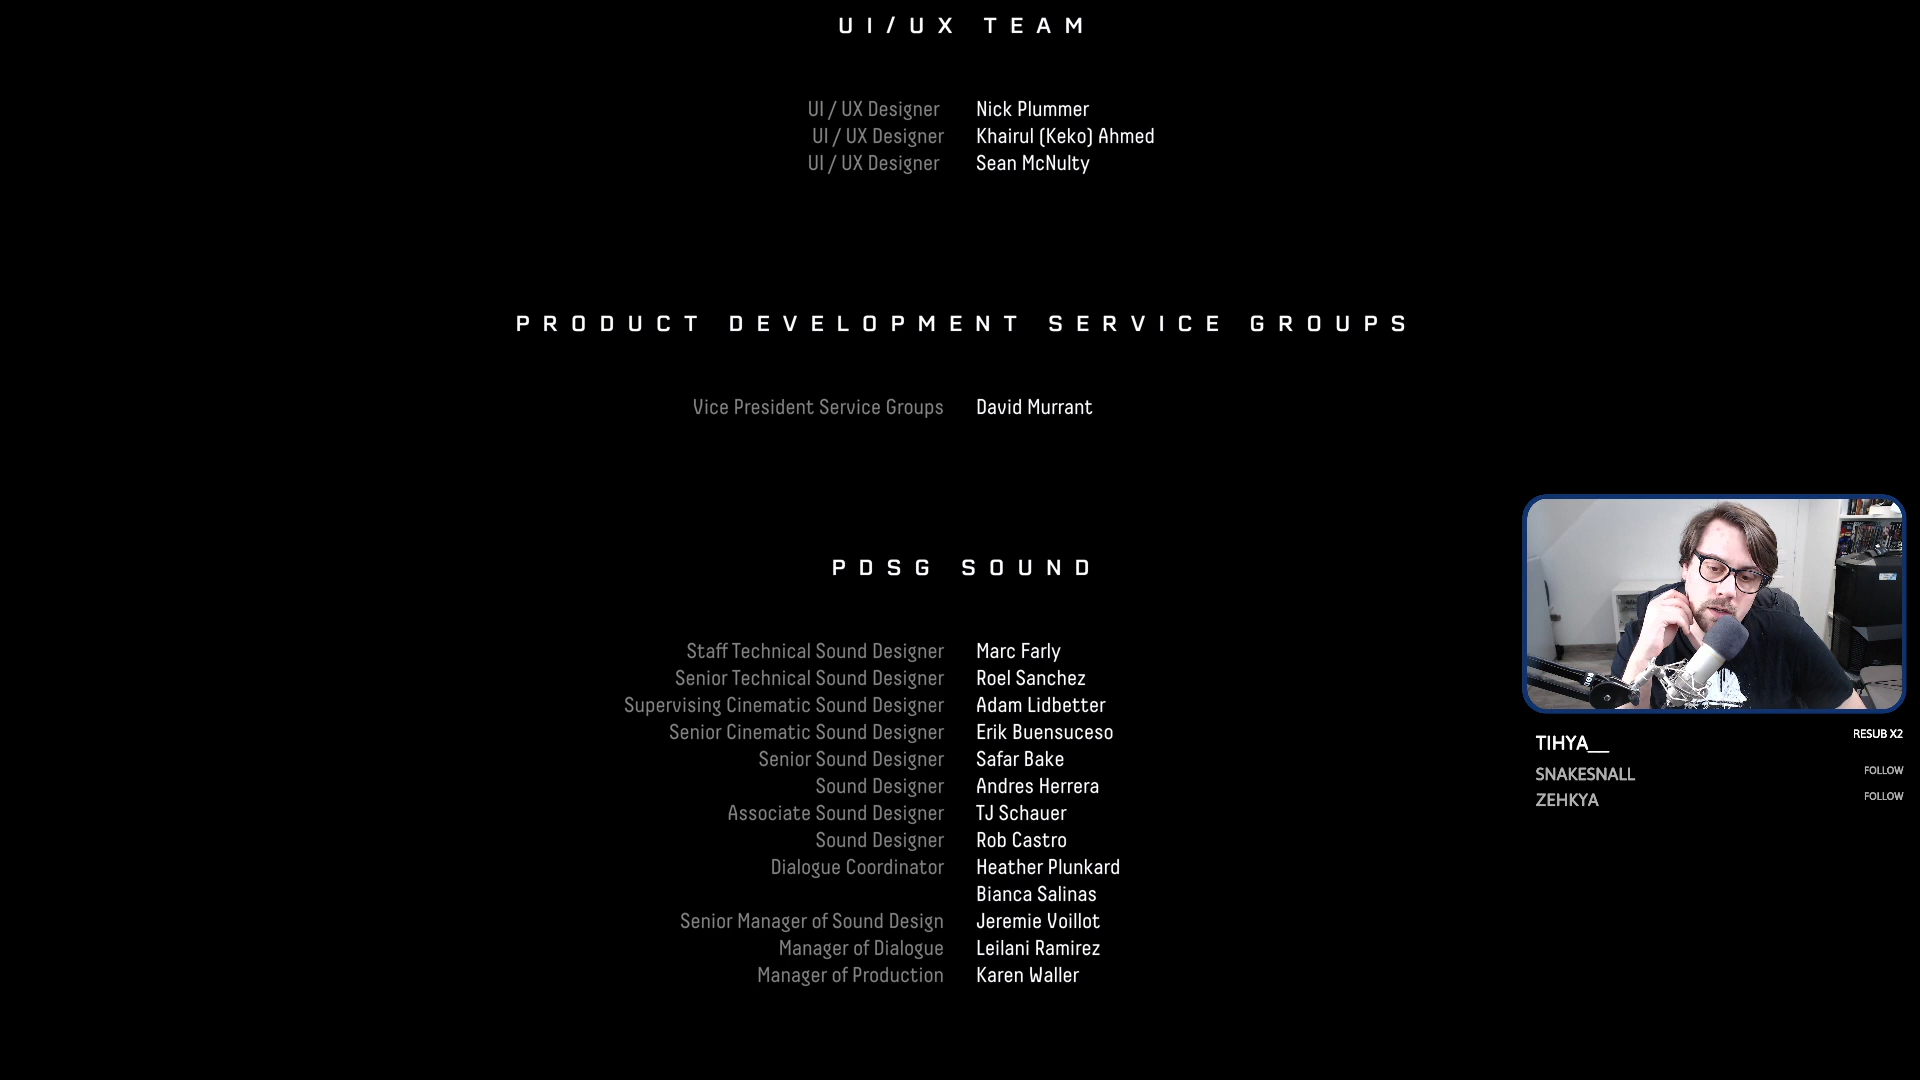 UI/UX TEAM
UI / UX Designer Nick Plummer
UI / UX Designer Khairul (Keko) Ahmed
UI / UX Designer Sean McNulty
PRODUCT DEVELOPMENT SERVICE GROUPS
Vice President Service Groups David Murrant
PDSG SOUND
Staff Technical Sound Designer Marc Farly
Senior Technical Sound Designer Roel Sanchez
Supervising Cinematic Sound Designer Adam Lidbetter
Senior Cinematic Sound Designer Erik Buensuceso
Senior Sound Designer Safar Bake
Sound Designer Andres Herrera
Associate Sound Designer TJ Schauer
Sound Designer Rob Castro
Dialogue Coordinator Heather Plunkard
Bianca Salinas
Senior Manager of Sound Design Jeremie Voillot
Manager of Dialogue Leilani Ramirez
Manager of Production Karen Waller
TIHYA__ RESUB X2
SNAKESNALL FOLLOW
ZEHKYA FOLLOW